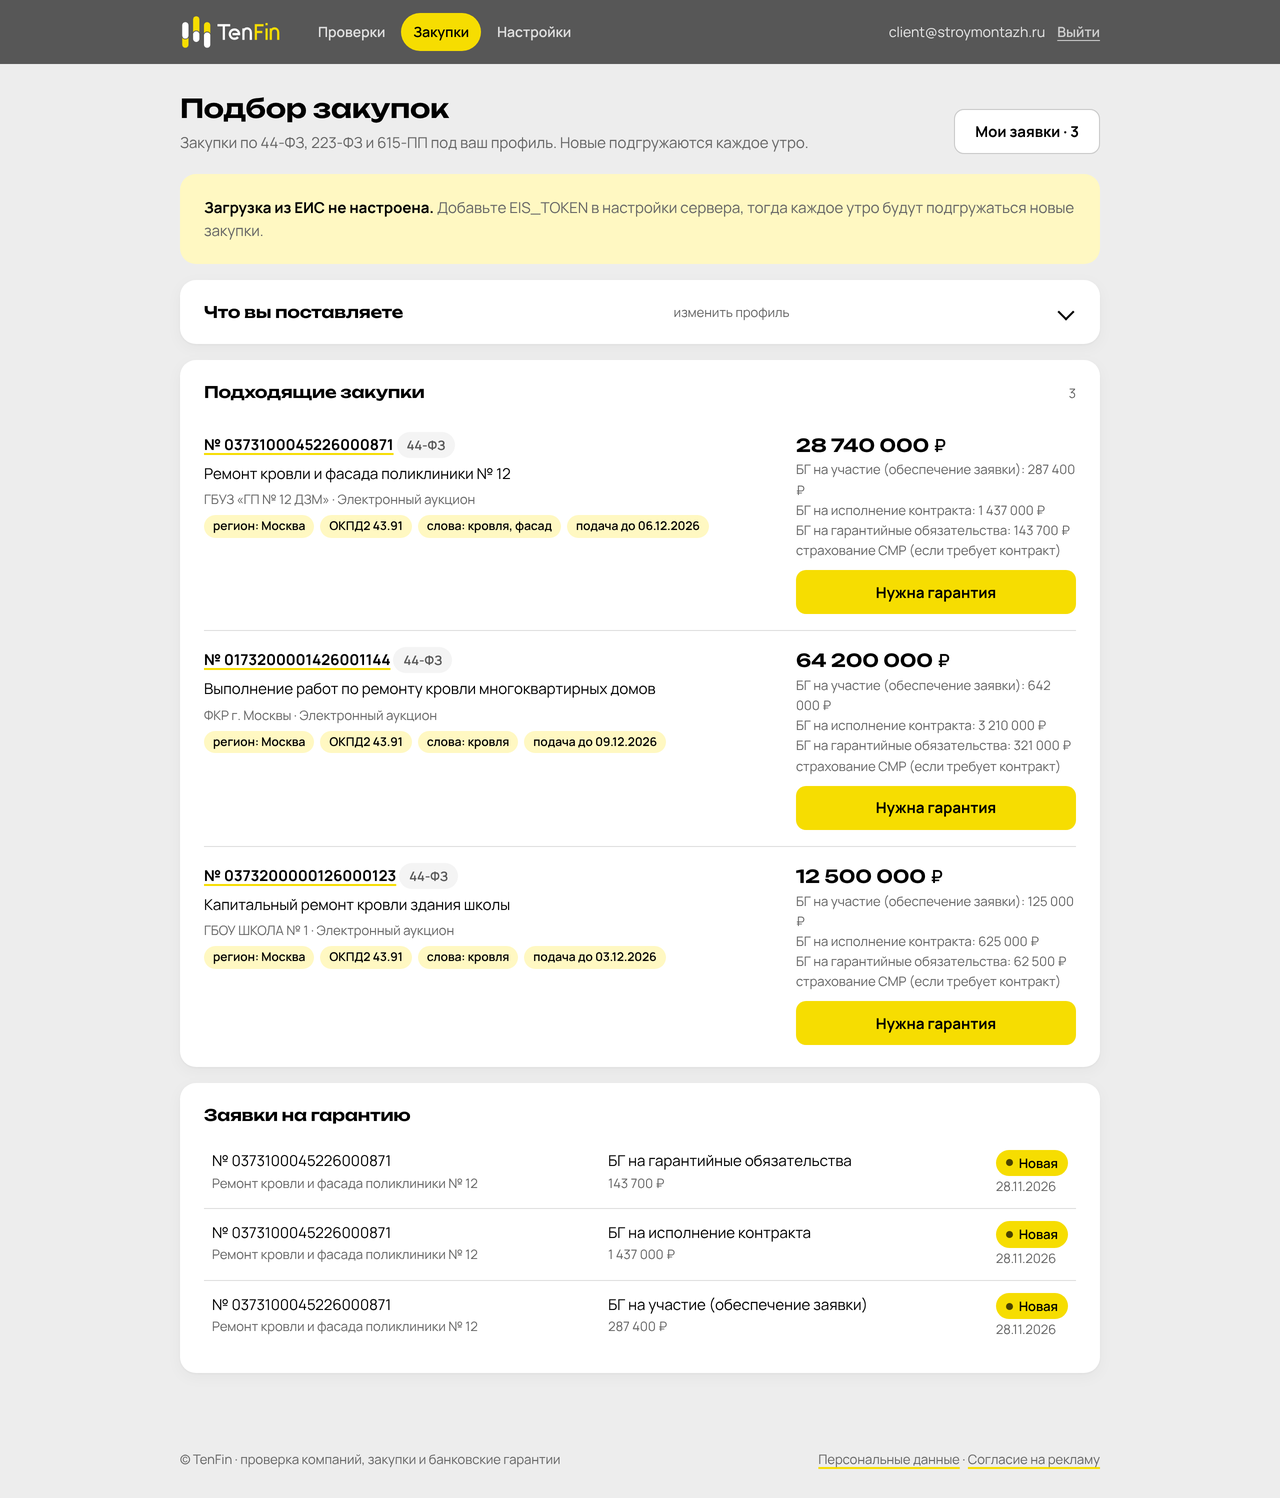 TenFin
Проверки
Закупки
Настройки
client@stroymontazh.ru
Выйти
Подбор закупок
Закупки по 44-ФЗ, 223-ФЗ и 615-ПП под ваш профиль. Новые подгружаются каждое утро.
Мои заявки · 3
Загрузка из ЕИС не настроена. Добавьте EIS_TOKEN в настройки сервера, тогда каждое утро будут подгружаться новые
закупки.
Что вы поставляете
изменить профиль
Подходящие закупки
3
№ 0373100045226000871
44-ФЗ
Ремонт кровли и фасада поликлиники № 12
ГБУЗ «ГП № 12 ДЗМ» · Электронный аукцион
регион: Москва
ОКПД2 43.91
слова: кровля, фасад
подача до 06.12.2026
28 740 000 ₽
БГ на участие (обеспечение заявки): 287 400
₽
БГ на исполнение контракта: 1 437 000 ₽
БГ на гарантийные обязательства: 143 700 ₽
страхование СМР (если требует контракт)
Нужна гарантия
№ 0173200001426001144
44-ФЗ
Выполнение работ по ремонту кровли многоквартирных домов
ФКР г. Москвы · Электронный аукцион
регион: Москва
ОКПД2 43.91
слова: кровля
подача до 09.12.2026
64 200 000 ₽
БГ на участие (обеспечение заявки): 642
000 ₽
БГ на исполнение контракта: 3 210 000 ₽
БГ на гарантийные обязательства: 321 000 ₽
страхование СМР (если требует контракт)
Нужна гарантия
№ 0373200000126000123
44-ФЗ
Капитальный ремонт кровли здания школы
ГБОУ ШКОЛА № 1 · Электронный аукцион
регион: Москва
ОКПД2 43.91
слова: кровля
подача до 03.12.2026
12 500 000 ₽
БГ на участие (обеспечение заявки): 125 000
₽
БГ на исполнение контракта: 625 000 ₽
БГ на гарантийные обязательства: 62 500 ₽
страхование СМР (если требует контракт)
Нужна гарантия
Заявки на гарантию
№ 0373100045226000871
Ремонт кровли и фасада поликлиники № 12
БГ на гарантийные обязательства
143 700 ₽
Новая
28.11.2026
№ 0373100045226000871
Ремонт кровли и фасада поликлиники № 12
БГ на исполнение контракта
1 437 000 ₽
Новая
28.11.2026
№ 0373100045226000871
Ремонт кровли и фасада поликлиники № 12
БГ на участие (обеспечение заявки)
287 400 ₽
Новая
28.11.2026
© TenFin · проверка компаний, закупки и банковские гарантии
Персональные данные · Согласие на рекламу